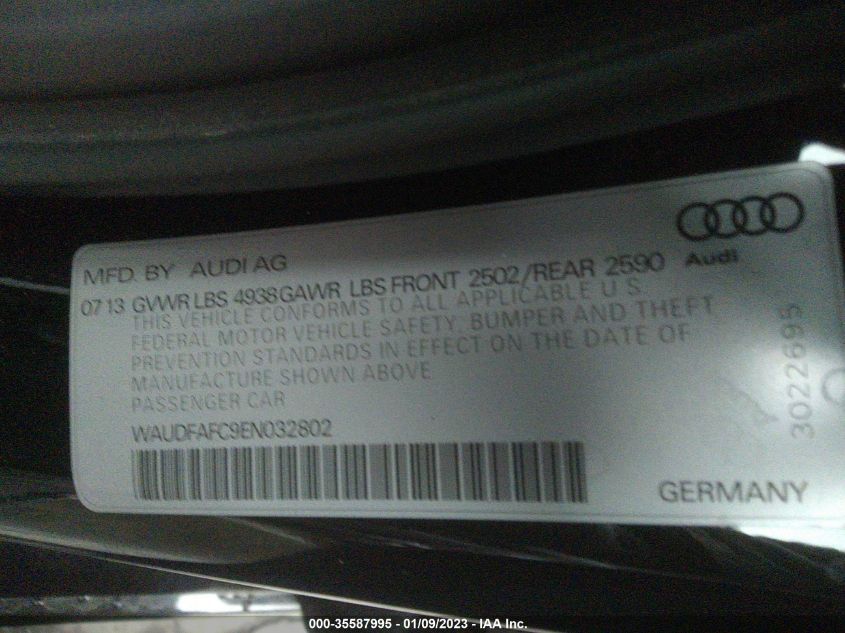 MFD. BY AUDI AG
Audi
07 13 GVWR LBS 4938 GAWR LBS FRONT 2502/REAR 2590
THIS VEHICLE CONFORMS TO ALL APPLICABLE U S
FEDERAL MOTOR VEHICLE SAFETY, BUMPER AND THEFT
PREVENTION STANDARDS IN EFFECT ON THE DATE OF
MANUFACTURE SHOWN ABOVE
PASSENGER CAR
WAUDFAFC9EN032802
3022695
GERMANY
000-35587995 - 01/09/2023 - © IAA Inc.